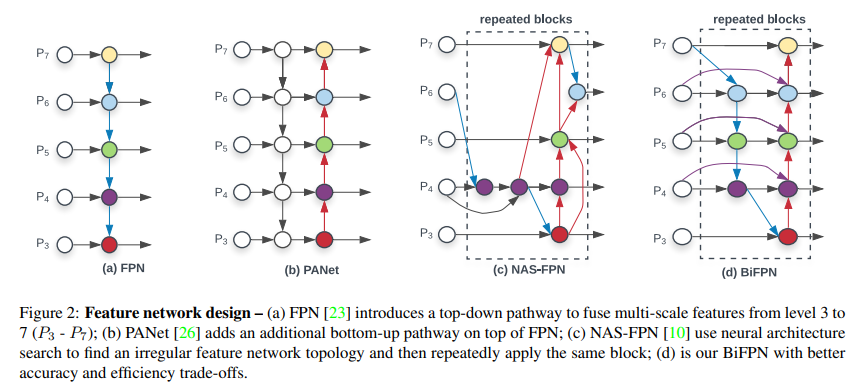 repeated blocks
repeated blocks
P7
P6
P5
P4
P3
(a) FPN
P7
P6
P5
P4
P3
(b) PANet
P7
P6
P5
P4
P3
(c) NAS-FPN
P7
P6
P5
P4
P3
(d) BiFPN
Figure 2: Feature network design – (a) FPN [23] introduces a top-down pathway to fuse multi-scale features from level 3 to
7 (P3 - P7); (b) PANet [26] adds an additional bottom-up pathway on top of FPN; (c) NAS-FPN [10] use neural architecture
search to find an irregular feature network topology and then repeatedly apply the same block; (d) is our BiFPN with better
accuracy and efficiency trade-offs.